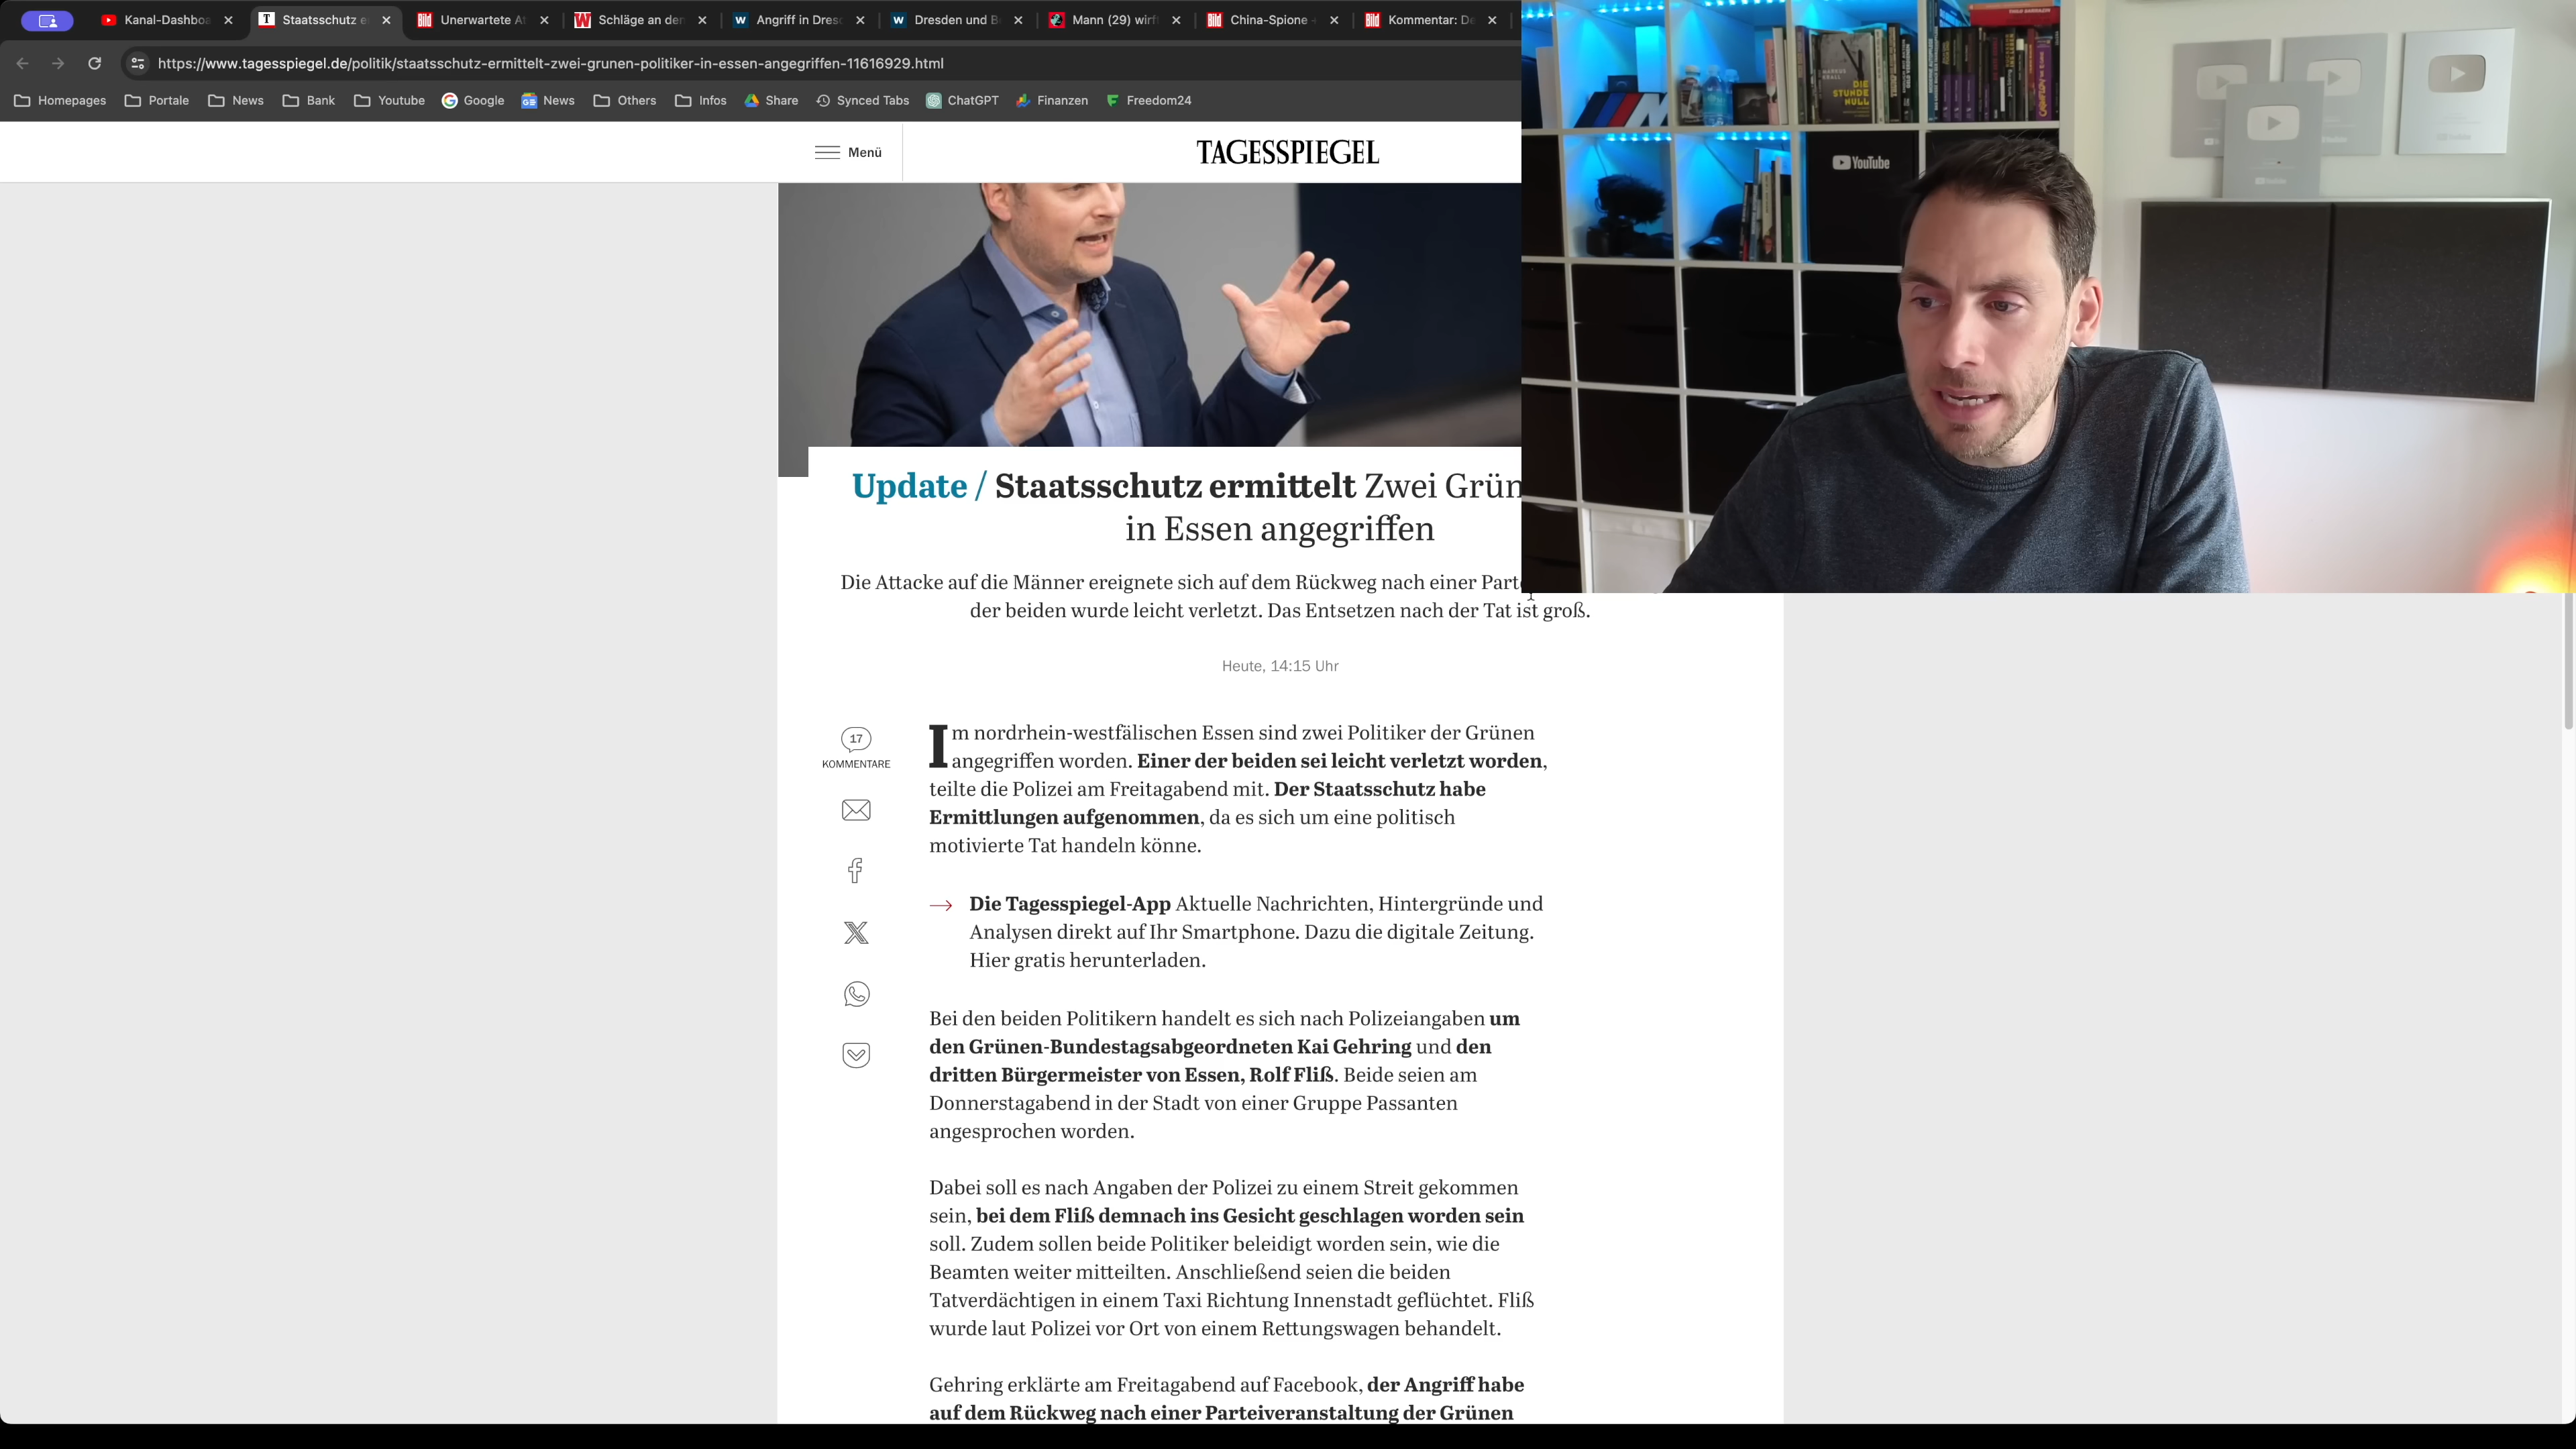 Kanal-Dashboa
Staatsschutz e
Unerwartete A
Schläge an den
Angriff in Dresd
Dresden und B
Mann (29) wirf
China-Spione
Kommentar: De
https://www.tagesspiegel.de/politik/staatsschutz-ermittelt-zwei-grunen-politiker-in-essen-angegriffen-11616929.html
Homepages Portale News Bank Youtube Google News Others Infos Share Synced Tabs ChatGPT Finanzen Freedom24
Menü
TAGESSPIEGEL
DIE
STUNDE
NULL
YouTube
Update / Staatsschutz ermittelt Zwei Grün
in Essen angegriffen
Die Attacke auf die Männer ereignete sich auf dem Rückweg nach einer Part
der beiden wurde leicht verletzt. Das Entsetzen nach der Tat ist groß.
Heute, 14:15 Uhr
17
KOMMENTARE
Im nordrhein-westfälischen Essen sind zwei Politiker der Grünen
angegriffen worden. Einer der beiden sei leicht verletzt worden,
teilte die Polizei am Freitagabend mit. Der Staatsschutz habe
Ermittlungen aufgenommen, da es sich um eine politisch
motivierte Tat handeln könne.
Die Tagesspiegel-App Aktuelle Nachrichten, Hintergründe und
Analysen direkt auf Ihr Smartphone. Dazu die digitale Zeitung.
Hier gratis herunterladen.
Bei den beiden Politikern handelt es sich nach Polizeiangaben um
den Grünen-Bundestagsabgeordneten Kai Gehring und den
dritten Bürgermeister von Essen, Rolf Fliß. Beide seien am
Donnerstagabend in der Stadt von einer Gruppe Passanten
angesprochen worden.
Dabei soll es nach Angaben der Polizei zu einem Streit gekommen
sein, bei dem Fliß demnach ins Gesicht geschlagen worden sein
soll. Zudem sollen beide Politiker beleidigt worden sein, wie die
Beamten weiter mitteilten. Anschließend seien die beiden
Tatverdächtigen in einem Taxi Richtung Innenstadt geflüchtet. Fliß
wurde laut Polizei vor Ort von einem Rettungswagen behandelt.
Gehring erklärte am Freitagabend auf Facebook, der Angriff habe
auf dem Rückweg nach einer Parteiveranstaltung der Grünen